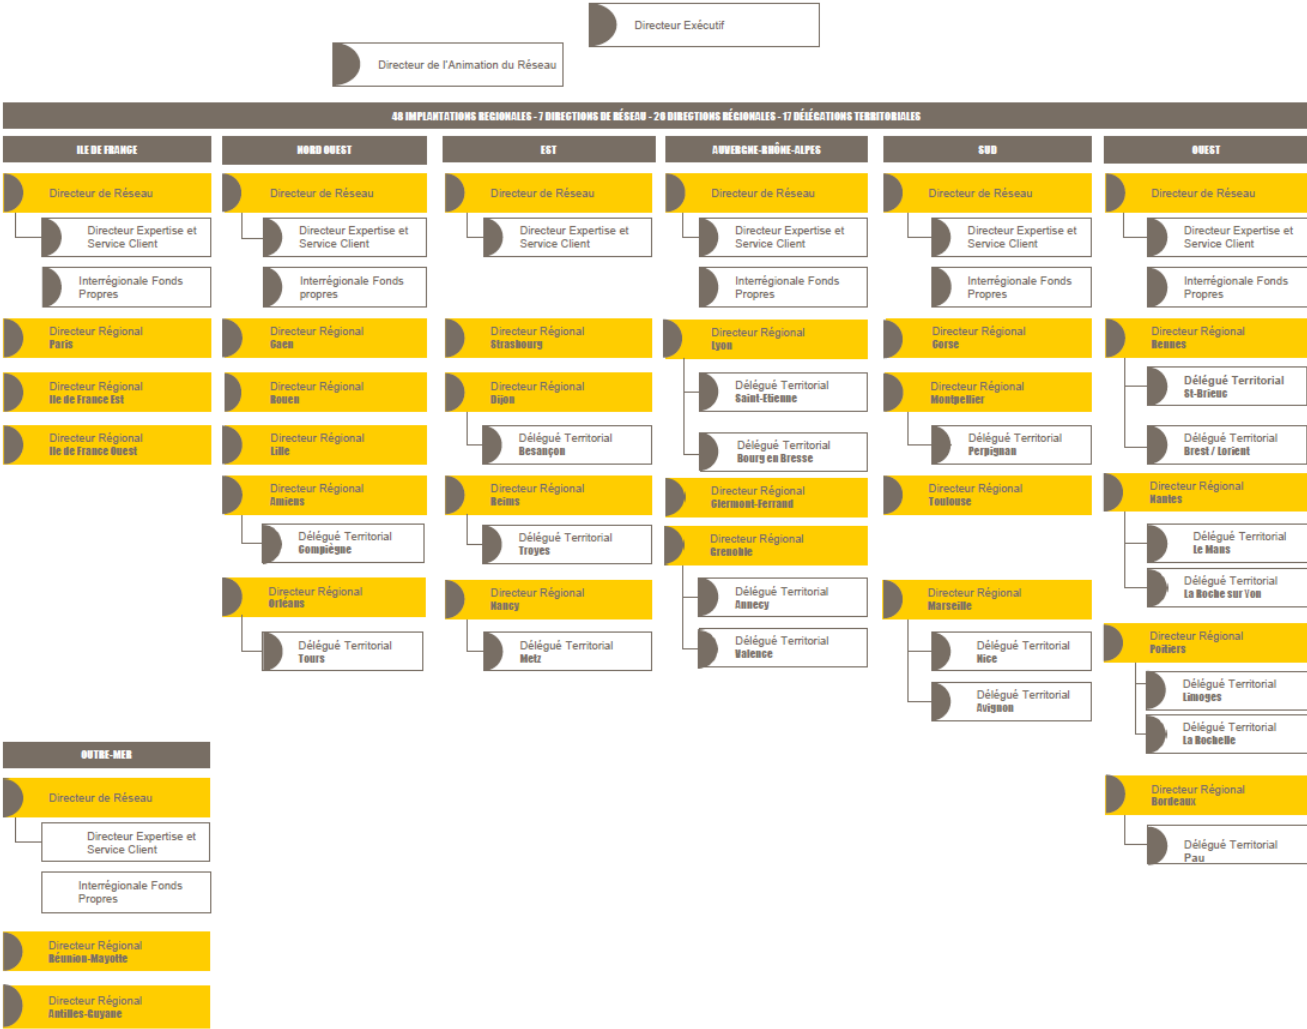 Directeur Exécutif
Directeur de l'Animation du Réseau
48 IMPLANTATIONS REGIONALES - 7 DIRECTIONS DE RÉSEAU - 26 DIRECTIONS RÉGIONALES - 17 DÉLÉGATIONS TERRITORIALES
ILE DE FRANCE
Directeur de Réseau
Directeur Expertise et
Service Client
Interrégionale Fonds
Propres
Directeur Régional
Paris
Directeur Régional
Ile de France Est
Directeur Régional
Ile de France Ouest
NORD OUEST
Directeur de Réseau
Directeur Expertise et
Service Client
Interrégionale Fonds
propres
Directeur Régional
Caen
Directeur Régional
Rouen
Directeur Régional
Lille
Directeur Régional
Amiens
Délégué Territorial
Compiègne
Directeur Régional
Orléans
Délégué Territorial
Tours
EST
Directeur de Réseau
Directeur Expertise et
Service Client
Directeur Régional
Strasbourg
Directeur Régional
Dijon
Délégué Territorial
Besançon
Directeur Régional
Reims
Délégué Territorial
Troyes
Directeur Régional
Nancy
Délégué Territorial
Metz
AUVERGNE-RHÔNE-ALPES
Directeur de Réseau
Directeur Expertise et
Service Client
Interrégionale Fonds
Propres
Directeur Régional
Lyon
Délégué Territorial
Saint-Etienne
Délégué Territorial
Bourg en Bresse
Directeur Régional
Clermont-Ferrand
Directeur Régional
Grenoble
Délégué Territorial
Annecy
Délégué Territorial
Valence
SUD
Directeur de Réseau
Directeur Expertise et
Service Client
Interrégionale Fonds
Propres
Directeur Régional
Corse
Directeur Régional
Montpellier
Délégué Territorial
Perpignan
Directeur Régional
Toulouse
Directeur Régional
Marseille
Délégué Territorial
Nice
Délégué Territorial
Avignon
OUEST
Directeur de Réseau
Directeur Expertise et
Service Client
Interrégionale Fonds
Propres
Directeur Régional
Rennes
Délégué Territorial
St-Brieuc
Délégué Territorial
Brest / Lorient
Directeur Régional
Nantes
Délégué Territorial
Le Mans
Délégué Territorial
La Roche sur Yon
Directeur Régional
Poitiers
Délégué Territorial
Limoges
Délégué Territorial
La Rochelle
Directeur Régional
Bordeaux
Délégué Territorial
Pau
OUTRE-MER
Directeur de Réseau
Directeur Expertise et
Service Client
Interrégionale Fonds
Propres
Directeur Régional
Réunion-Mayotte
Directeur Régional
Antilles-Guyane